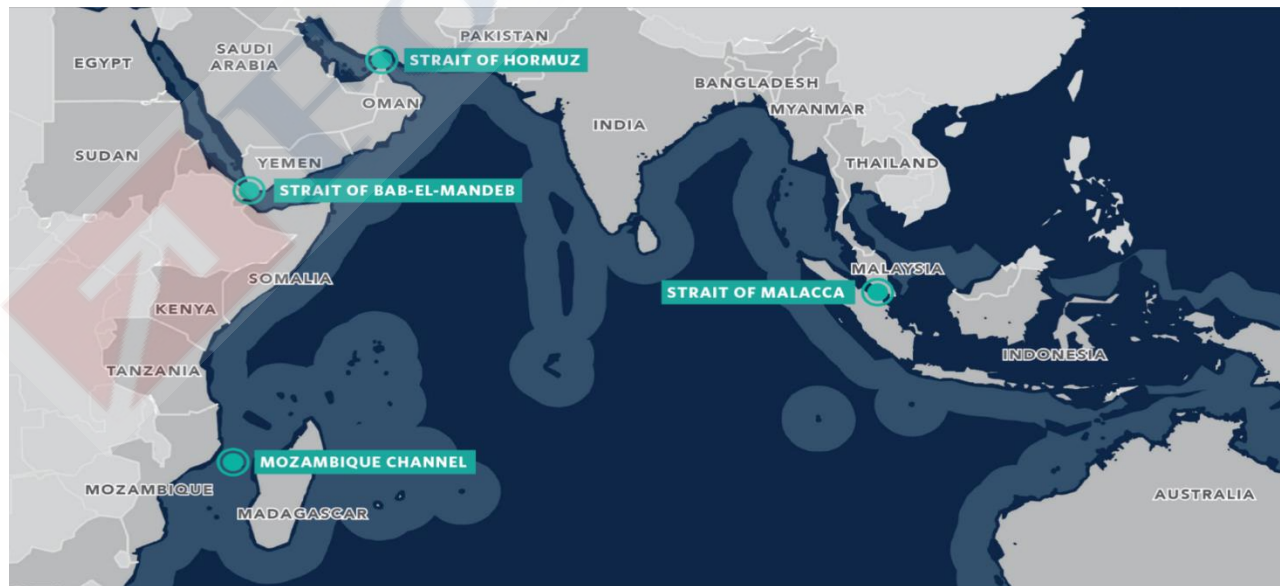 PAKISTAN
SAUDI
ARABIA
EGYPT
STRAIT OF HORMUZ
BANGLADESH
OMAN
MYANMAR
INDIA
SUDAN
YEMEN
THAILAND
STRAIT OF BAB-EL-MANDEB
SOMALIA
MALAYSIA
STRAIT OF MALACCA
KENYA
INDONESIA
TANZANIA
MOZAMBIQUE CHANNEL
MOZAMBIQUE
AUSTRALIA
MADAGASCAR